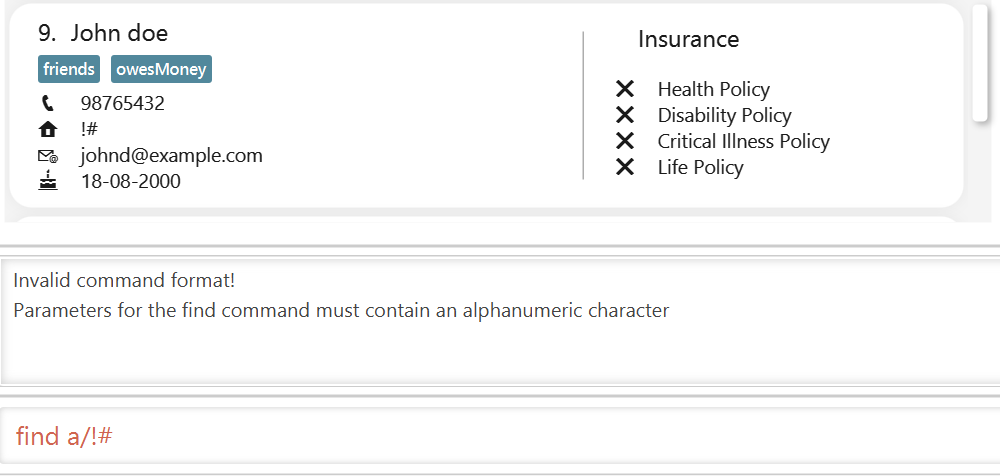 9. John doe
friends owesMoney
98765432
!#
johnd@example.com
18-08-2000
Insurance
Health Policy
Disability Policy
Critical Illness Policy
Life Policy
Invalid command format!
Parameters for the find command must contain an alphanumeric character
find a/!#